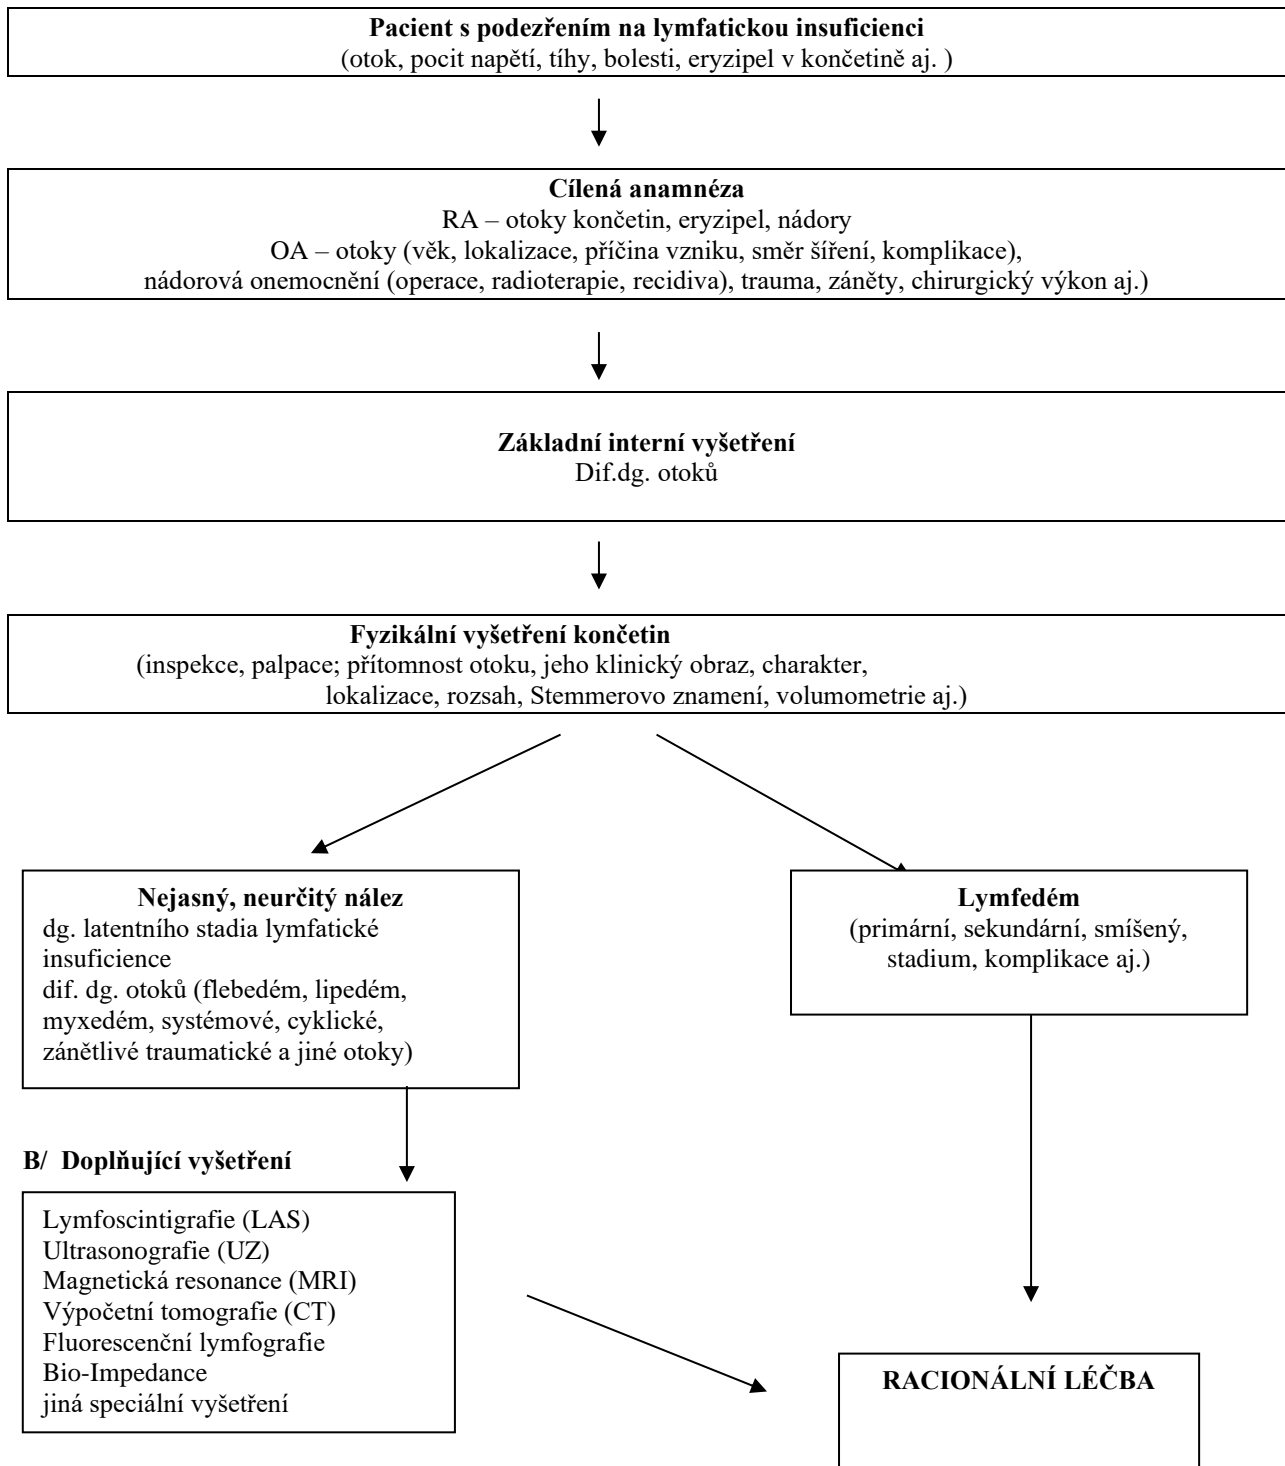 Pacient s podezřením na lymfatickou insuficienci
(otok, pocit napětí, tíhy, bolesti, eryzipel v končetině aj. )
Cílená anamnéza
RA – otoky končetin, eryzipel, nádory
OA – otoky (věk, lokalizace, příčina vzniku, směr šíření, komplikace),
nádorová onemocnění (operace, radioterapie, recidiva), trauma, záněty, chirurgický výkon aj.)
Základní interní vyšetření
Dif.dg. otoků
Fyzikální vyšetření končetin
(inspekce, palpace; přítomnost otoku, jeho klinický obraz, charakter,
lokalizace, rozsah, Stemmerovo znamení, volumometrie aj.)
Nejasný, neurčitý nález
dg. latentního stadia lymfatické
insuficience
dif. dg. otoků (flebedém, lipedém,
myxedém, systémové, cyklické,
zánětlivé traumatické a jiné otoky)
Lymfedém
(primární, sekundární, smíšený,
stadium, komplikace aj.)
B/ Doplňující vyšetření
Lymfoscintigrafie (LAS)
Ultrasonografie (UZ)
Magnetická resonance (MRI)
Výpočetní tomografie (CT)
Fluorescenční lymfografie
Bio-Impedance
jiná speciální vyšetření
RACIONÁLNÍ LÉČBA